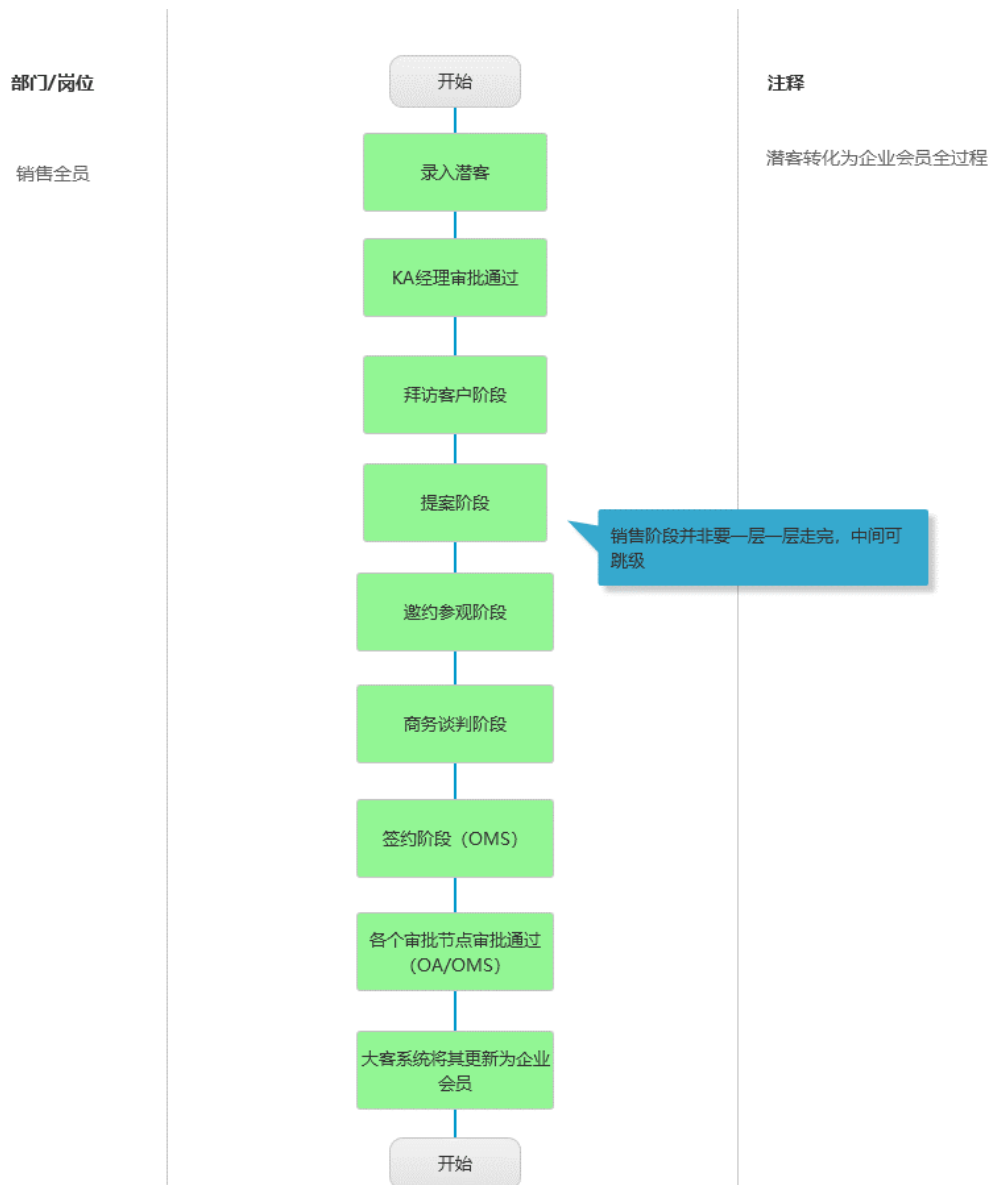 部门/岗位
开始
注释
销售全员
录入潜客
潜客转化为企业会员全过程
KA经理审批通过
拜访客户阶段
提案阶段
销售阶段并非要一层一层走完，中间可
跳级
邀约参观阶段
商务谈判阶段
签约阶段（OMS）
各个审批节点审批通过
（OA/OMS）
大客系统将其更新为企业
会员
开始